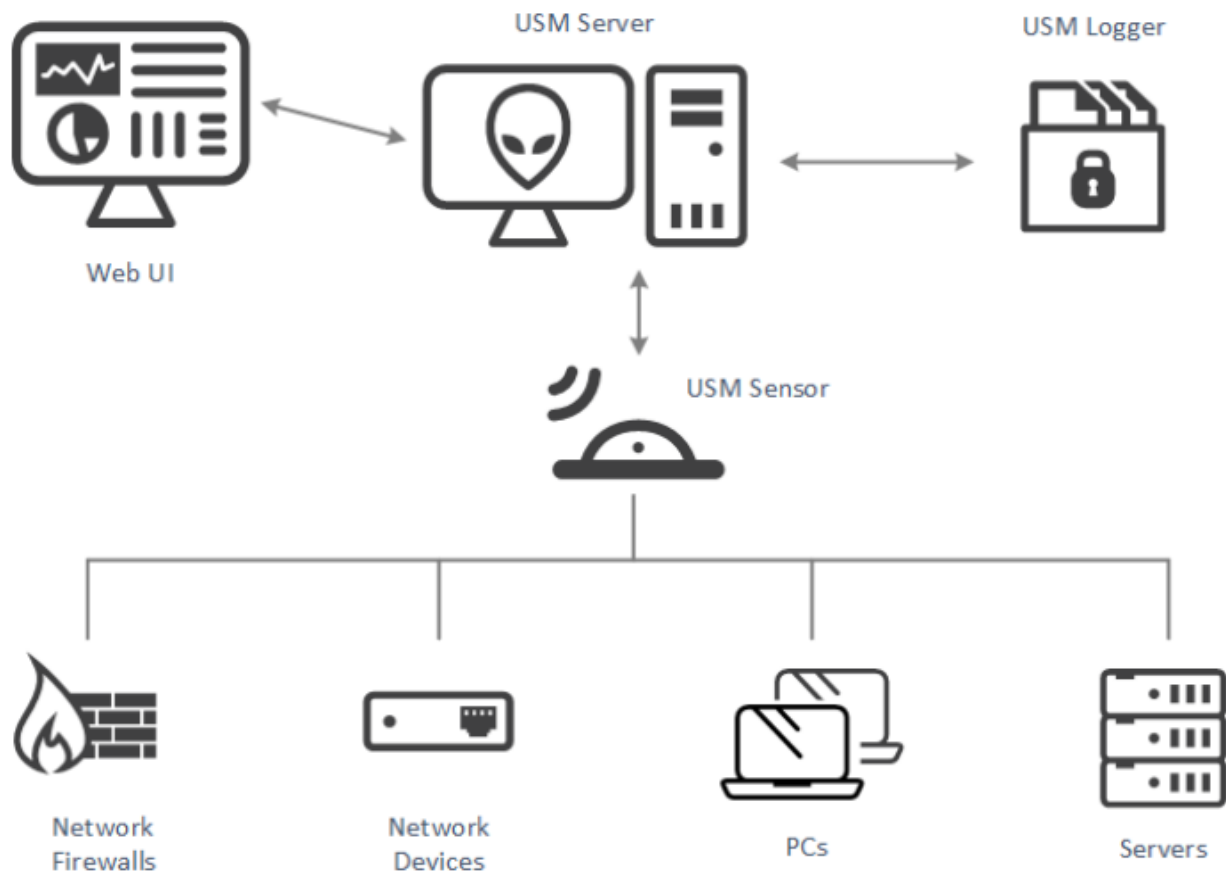 USM Server
USM Logger
Web UI
USM Sensor
Network
Firewalls
Network
Devices
PCs
Servers